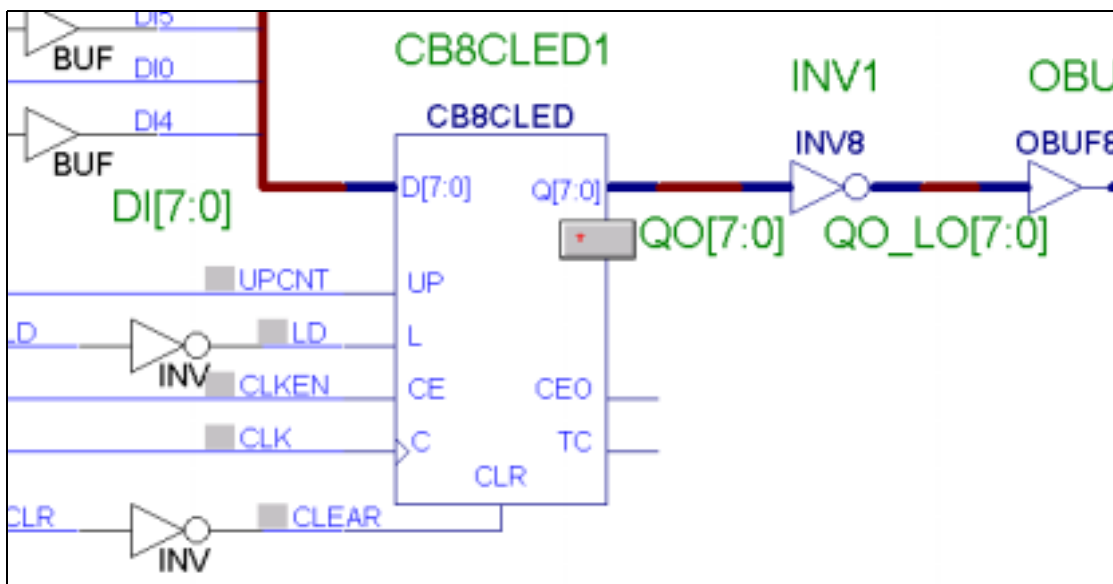 DI5
BUF
DI0
DI4
BUF
DI[7:0]
CB8CLED1
CB8CLED
D[7:0]
Q[7:0]
*
UP
L
CE
C
CLR
CEO
TC
INV1
INV8
QO[7:0]
QO_LO[7:0]
OBU
OBUF8
UPCNT
LD
INV
LD
CLKEN
CLK
CLR
INV
CLEAR